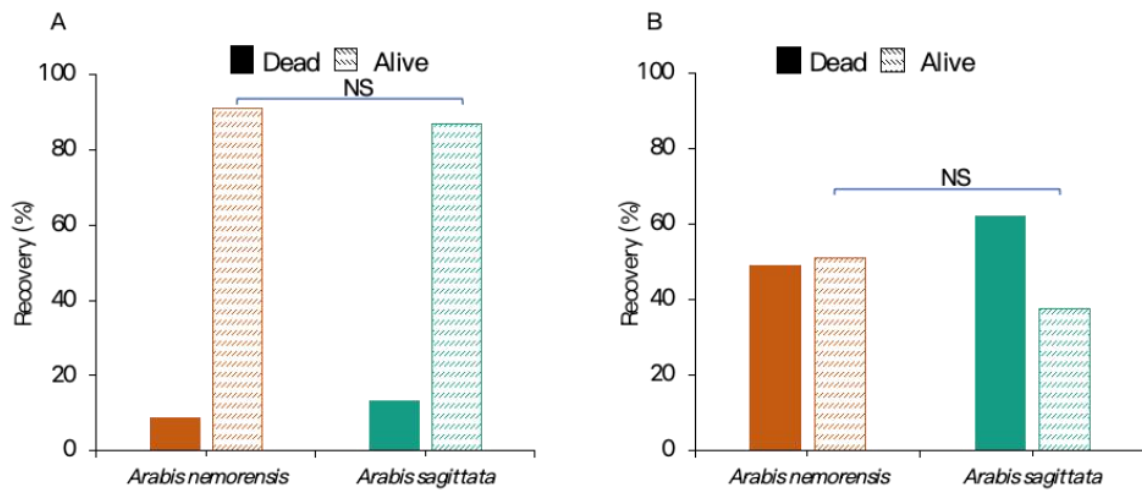 A
Dead Alive
100
80
60
40
20
0
Recovery (%)
NS
Arabis nemorensis Arabis sagittata
B
Dead Alive
100
80
60
40
20
0
Recovery (%)
NS
Arabis nemorensis Arabis sagittata